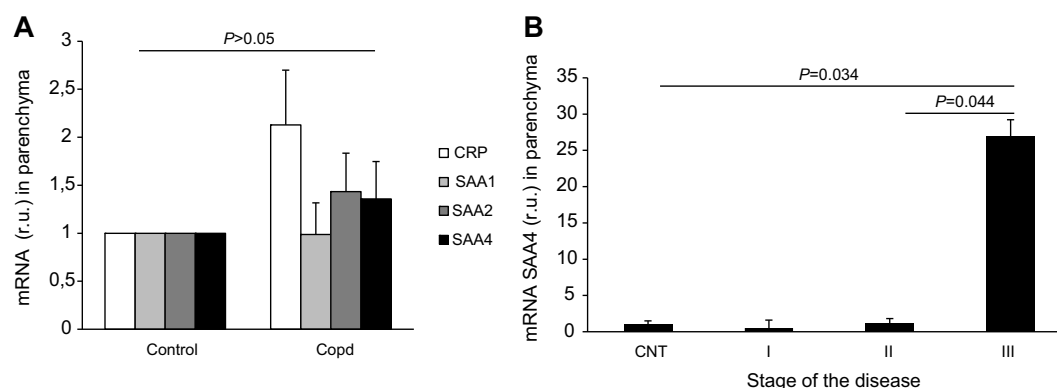 A
mRNA (r.u.) in parenchyma
3
2,5
2
1,5
1
0,5
0
P>0.05
Control
Copd
CRP
SAA1
SAA2
SAA4
B
mRNA SAA4 (r.u.) in parenchyma
35
30
25
20
15
10
5
0
P=0.034
P=0.044
CNT
I
II
III
Stage of the disease